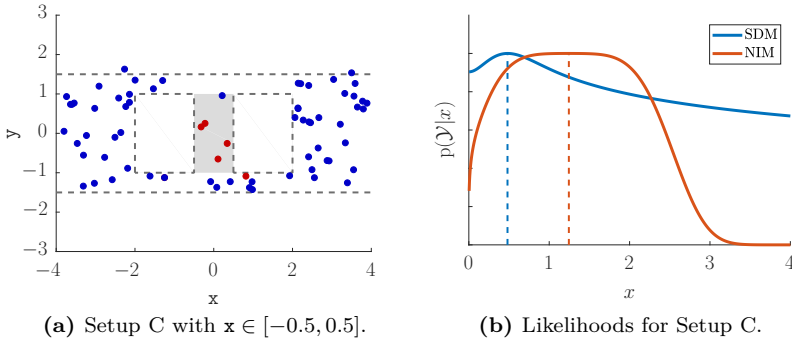 3
2
1
0
−1
−2
−3
y
−4
−2
0
2
4
x
(a) Setup C with x ∈ [−0.5, 0.5].
SDM
NIM
p(𝒴|x)
0
1
2
3
4
x
(b) Likelihoods for Setup C.